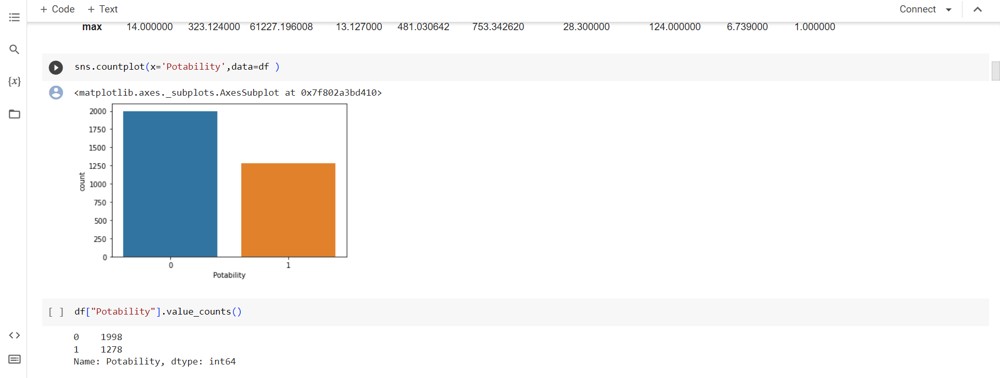 + Code + Text Connect
max 14.000000 323.124000 61227.196008 13.127000 481.030642 753.342620 28.300000 124.000000 6.739000 1.000000
{x}
sns.countplot(x='Potability',data=df )
<matplotlib.axes._subplots.AxesSubplot at 0x7f802a3bd410>
2000
1750
1500
1250
1000
750
500
250
0
count
0 1
Potability
[ ] df["Potability"].value_counts()
0 1998
1 1278
Name: Potability, dtype: int64